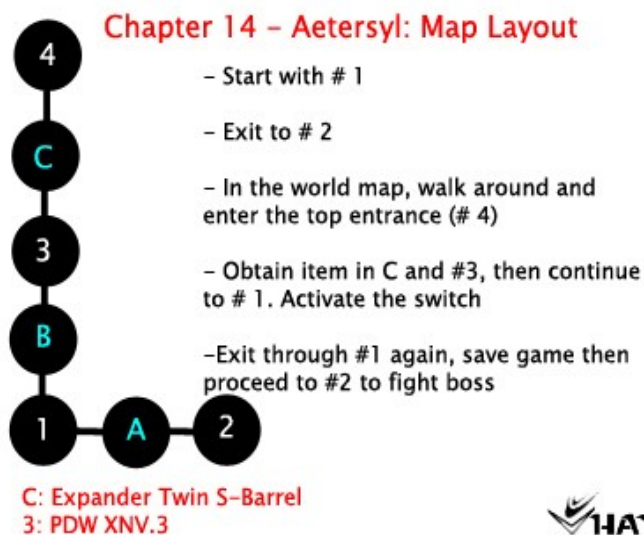 Chapter 14 – Aetersyl: Map Layout
4
– Start with # 1
– Exit to # 2
C
– In the world map, walk around and
enter the top entrance (# 4)
3
– Obtain item in C and #3, then continue
to # 1. Activate the switch
B
–Exit through #1 again, save game then
proceed to #2 to fight boss
1 A 2
C: Expander Twin S-Barrel
3: PDW XNV.3